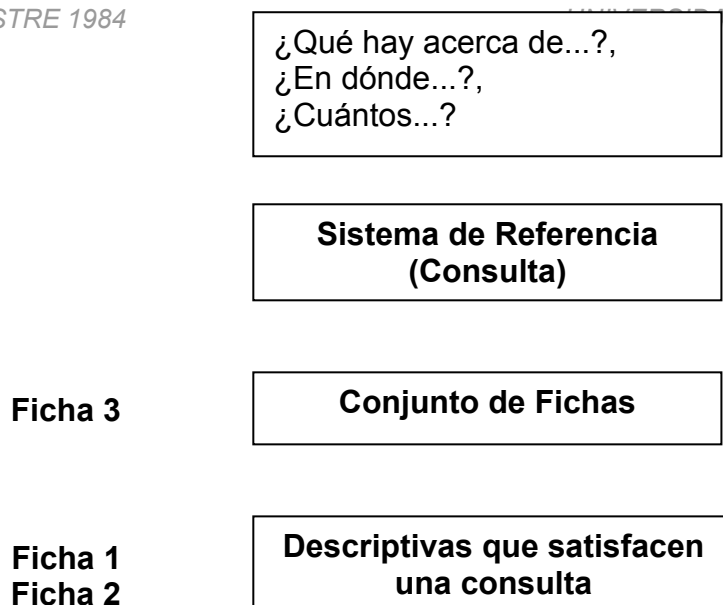 STRE 1984
¿Qué hay acerca de...?,
¿En dónde...?,
¿Cuántos...?
Sistema de Referencia
(Consulta)
Ficha 3
Conjunto de Fichas
Ficha 1
Ficha 2
Descriptivas que satisfacen
una consulta